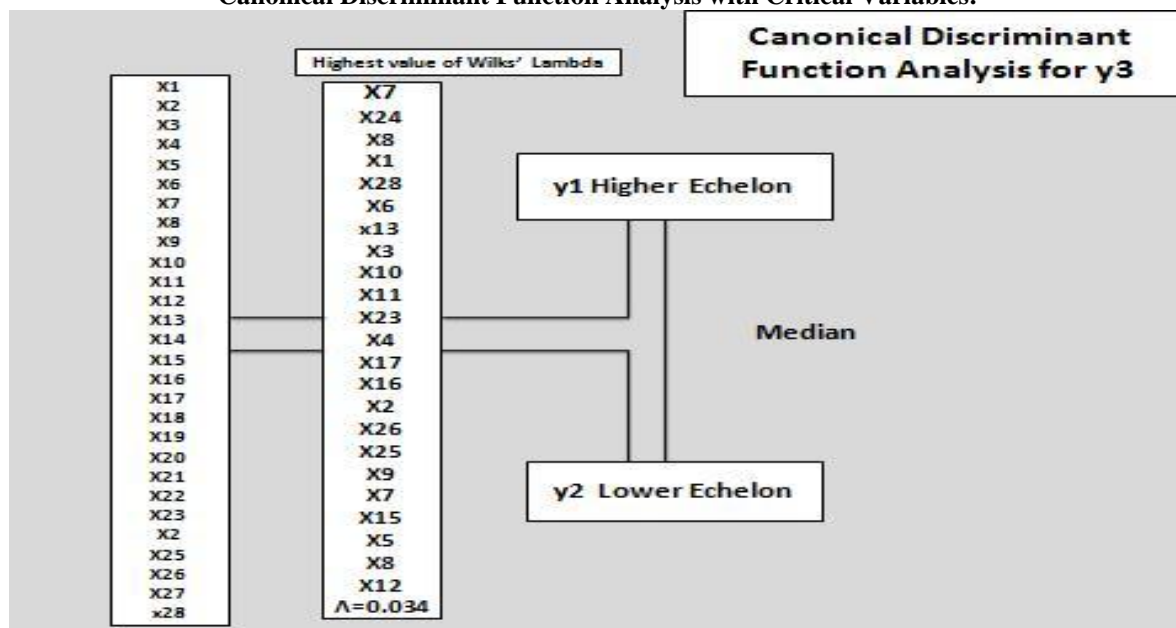 Canonical Discriminant Function Analysis with Critical Variables.
Canonical Discriminant
Function Analysis for y3
Highest value of Wilks' Lambda
X1
X2
X3
X4
X5
X6
X7
X8
X9
X10
X11
X12
X13
X14
X15
X16
X17
X18
X19
X20
X21
X22
X23
X2
X25
X26
X27
x28
X7
X24
X8
X1
X28
X6
x13
X3
X10
X11
X23
X4
X17
X16
X2
X26
X25
X9
X7
X15
X5
X8
X12
Λ=0.034
y1 Higher Echelon
Median
y2 Lower Echelon